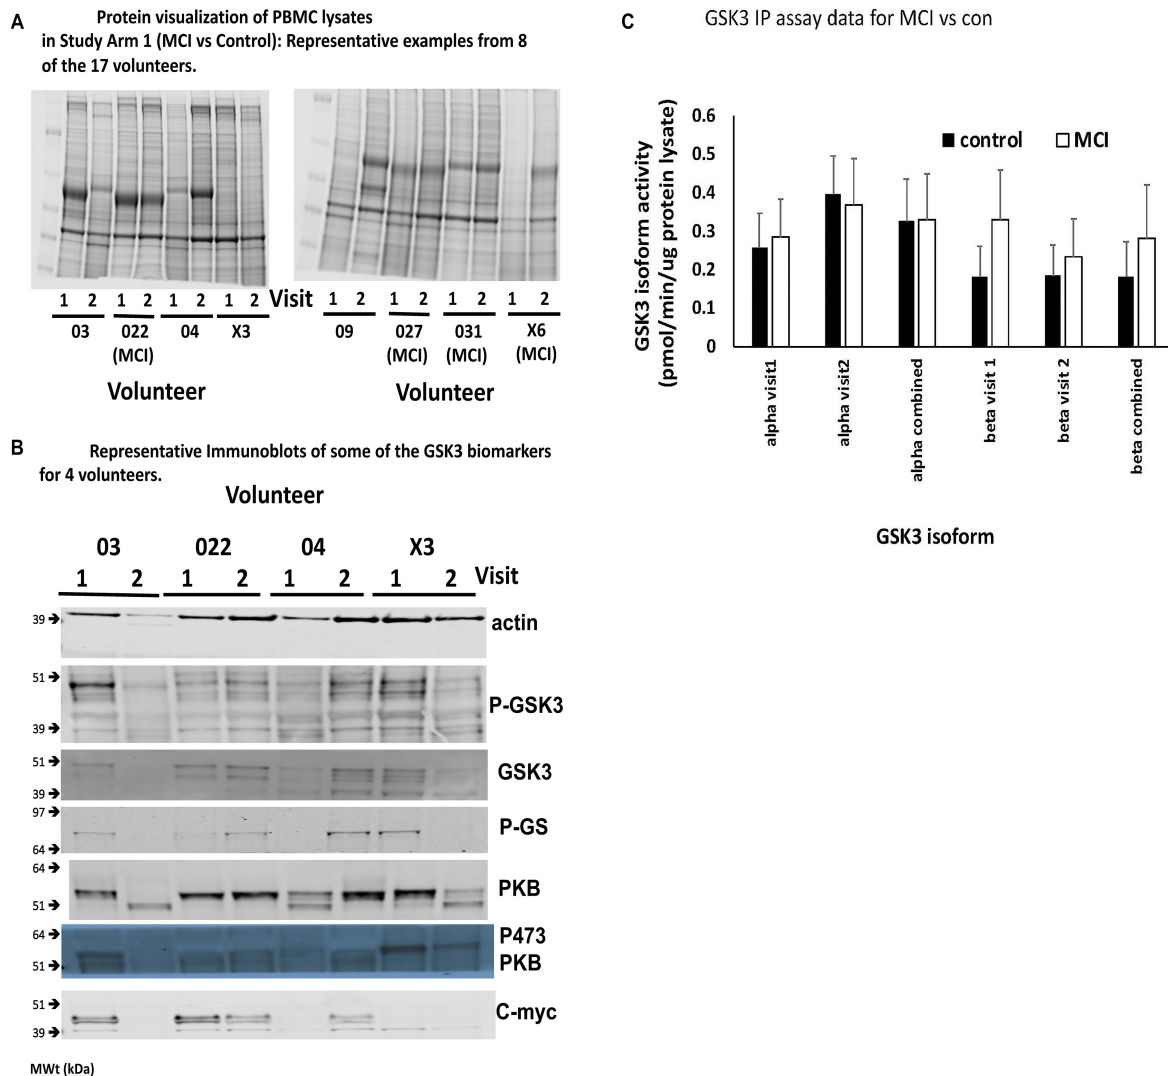 A
Protein visualization of PBMC lysates
in Study Arm 1 (MCI vs Control): Representative examples from 8
of the 17 volunteers.
1 2 1 2 1 2 1 2 Visit
03 022 04 X3
(MCI)
Volunteer
1 2 1 2 1 2 1 2
09 027 031 X6
(MCI) (MCI) (MCI)
Volunteer
B
Representative Immunoblots of some of the GSK3 biomarkers
for 4 volunteers.
Volunteer
03 022 04 X3
1 2 1 2 1 2 1 2 Visit
39 ➔ actin
51 ➔
P-GSK3
39 ➔
51 ➔
GSK3
39 ➔
97 ➔
P-GS
64 ➔
64 ➔
PKB
51 ➔
64 ➔ P473
51 ➔ PKB
51 ➔
C-myc
39 ➔
MWt (kDa)
C
GSK3 IP assay data for MCI vs con
GSK3 isoform activity
(pmol/min/ug protein lysate)
0.6
0.5
0.4
0.3
0.2
0.1
0
control MCI
alpha visit1
alpha visit2
alpha combined
beta visit 1
beta visit 2
beta combined
GSK3 isoform